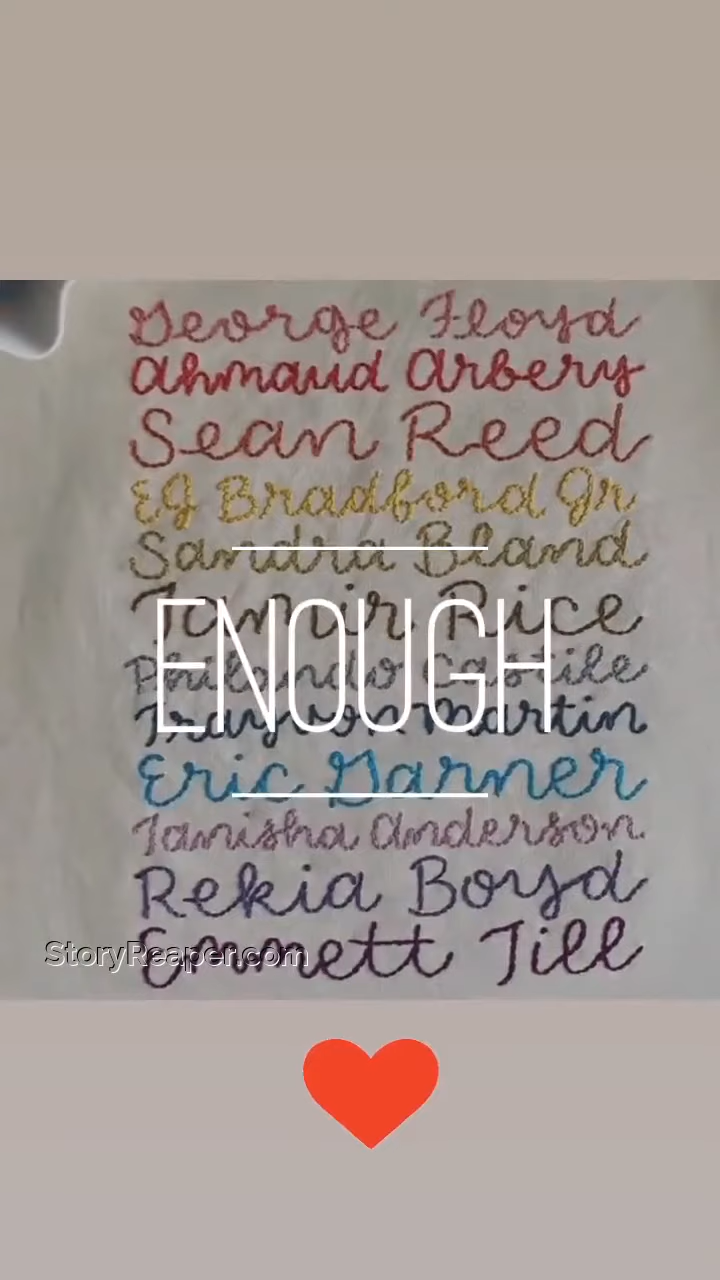 George Floyd
Ahmaud Arbery
Sean Reed
EJ Bradford Jr
Sandra Bland
Tamir Rice
ENOUGH
Philando Castile
Trayvon Martin
Eric Garner
Tanisha Anderson
Rekia Boyd
Emmett Till
StoryReaper.com